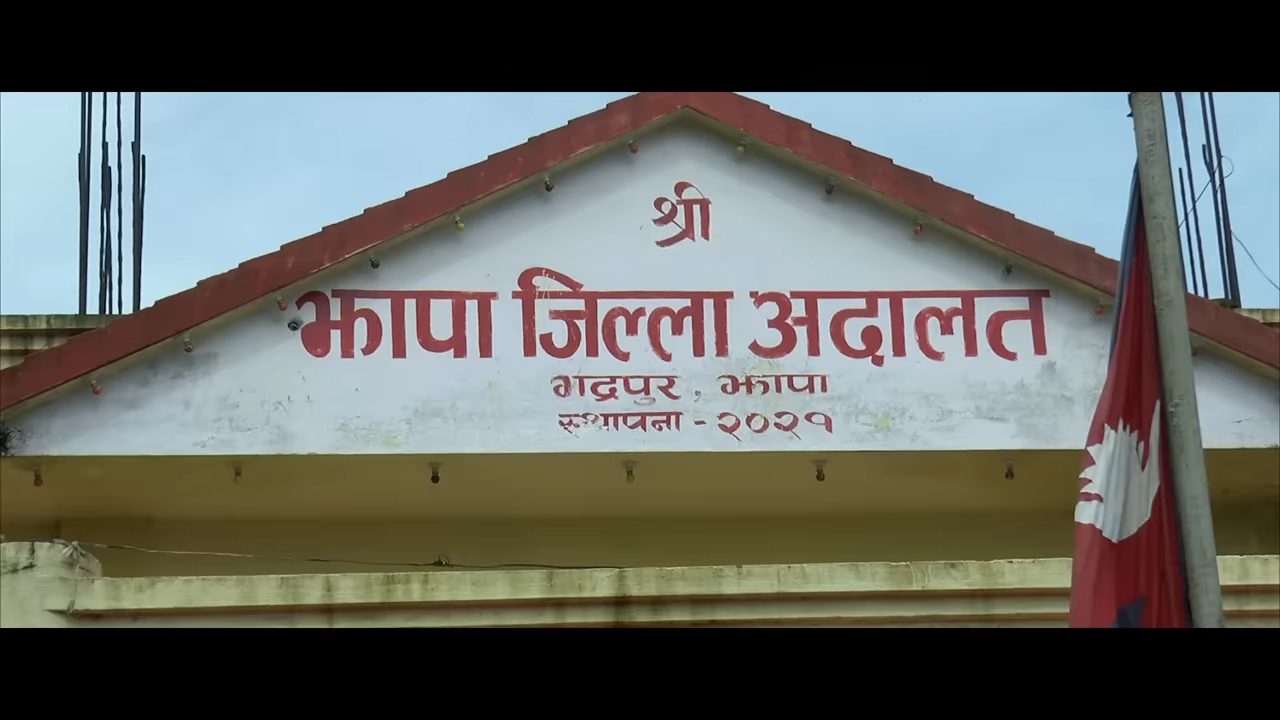 श्री
झापा जिल्ला अदालत
भद्रपुर, झापा
स्थापना - २०२१